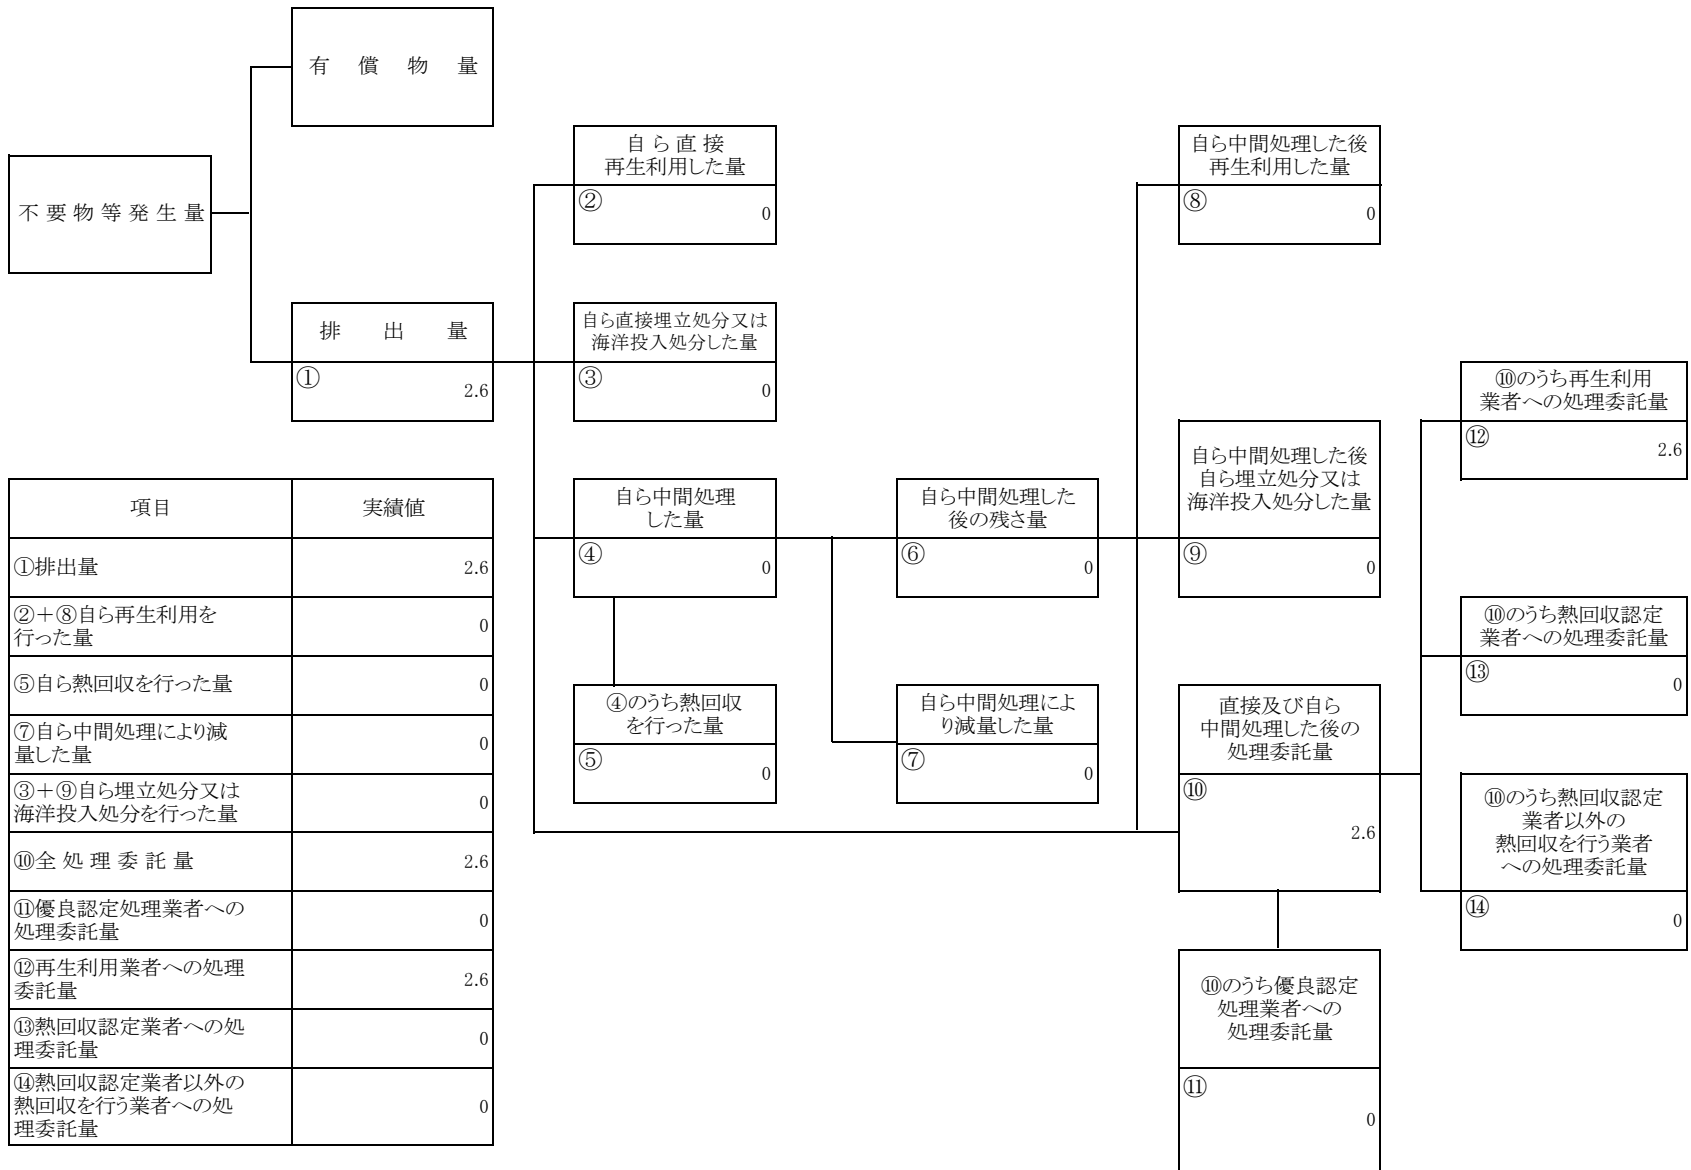 有償物量
不要物等発生量
排出量
①
2.6
自ら直接
再生利用した量
②
0
自ら直接埋立処分又は
海洋投入処分した量
③
0
自ら中間処理
した量
④
0
④のうち熱回収
を行った量
⑤
0
自ら中間処理した
後の残さ量
⑥
0
自ら中間処理によ
り減量した量
⑦
0
自ら中間処理した後
再生利用した量
⑧
0
自ら中間処理した後
自ら埋立処分又は
海洋投入処分した量
⑨
0
直接及び自ら
中間処理した後の
処理委託量
⑩
2.6
⑩のうち優良認定
処理業者への
処理委託量
⑪
0
⑩のうち再生利用
業者への処理委託量
⑫
2.6
⑩のうち熱回収認定
業者への処理委託量
⑬
0
⑩のうち熱回収認定
業者以外の
熱回収を行う業者
への処理委託量
⑭
0
項目 実績値
①排出量 2.6
②+⑧自ら再生利用を
行った量 0
⑤自ら熱回収を行った量 0
⑦自ら中間処理により減
量した量 0
③+⑨自ら埋立処分又は
海洋投入処分を行った量 0
⑩全処理委託量 2.6
⑪優良認定処理業者への
処理委託量 0
⑫再生利用業者への処理
委託量 2.6
⑬熱回収認定業者への処
理委託量 0
⑭熱回収認定業者以外の
熱回収を行う業者への処
理委託量 0